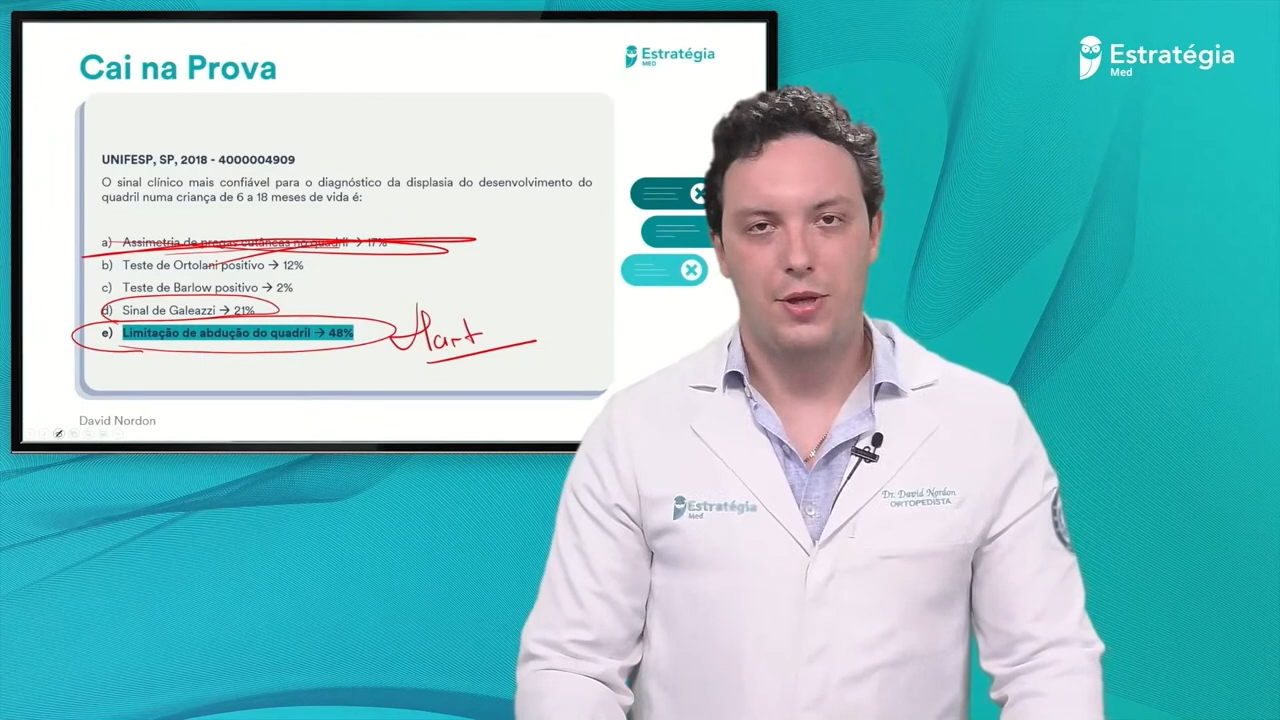 Cai na Prova
Estratégia
MED
UNIFESP, SP, 2018 - 4000004909
O sinal clínico mais confiável para o diagnóstico da displasia do desenvolvimento do
quadril numa criança de 6 a 18 meses de vida é:
a) Assimetria de pregas cutâneas no quadril → 17%
b) Teste de Ortolani positivo → 12%
c) Teste de Barlow positivo → 2%
d) Sinal de Galeazzi → 21%
e) Limitação de abdução do quadril → 48%
Hart
David Nordon
Estratégia
Med
Estratégia
Med
Dr. David Nordon
ORTOPEDISTA